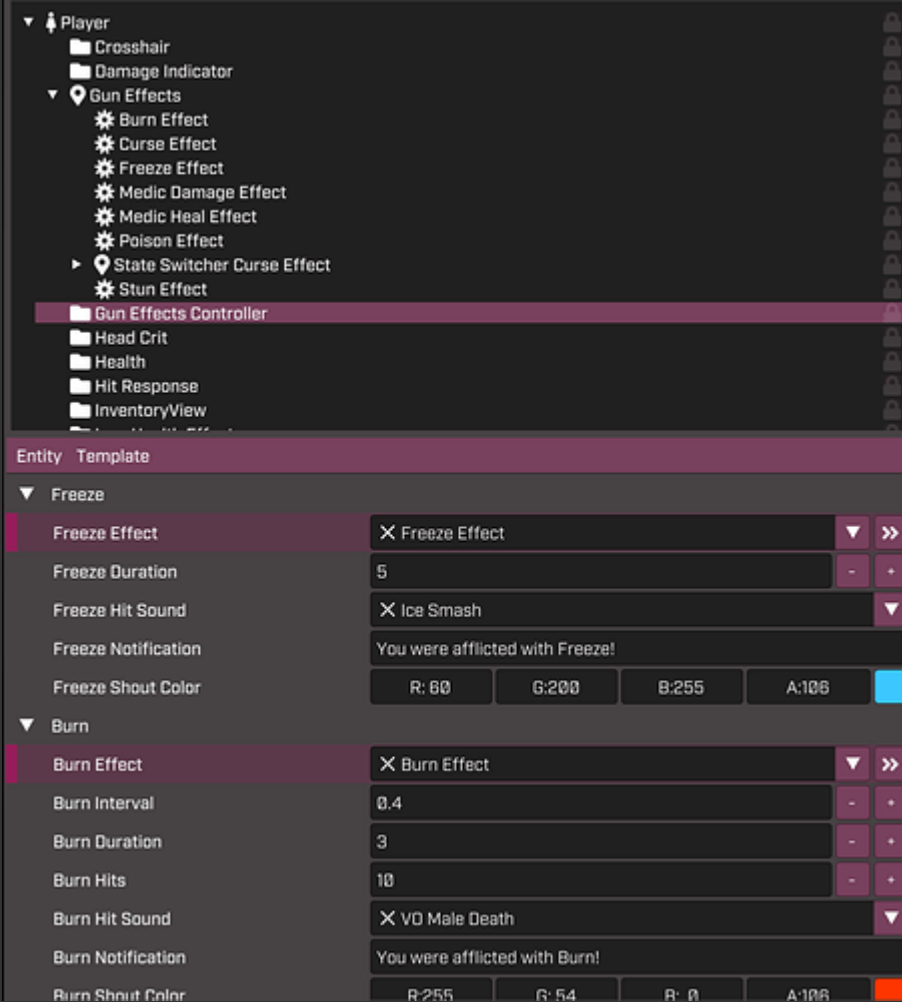 Player
Crosshair
Damage Indicator
Gun Effects
Burn Effect
Curse Effect
Freeze Effect
Medic Damage Effect
Medic Heal Effect
Poison Effect
State Switcher Curse Effect
Stun Effect
Gun Effects Controller
Head Crit
Health
Hit Response
InventoryView
Entity Template
Freeze
Freeze Effect Freeze Effect
Freeze Duration 5 - +
Freeze Hit Sound Ice Smash
Freeze Notification You were afflicted with Freeze!
Freeze Shout Color R: 60 G:200 B:255 A:106
Burn
Burn Effect Burn Effect
Burn Interval 0.4 - +
Burn Duration 3 - +
Burn Hits 10 - +
Burn Hit Sound VO Male Death
Burn Notification You were afflicted with Burn!
Burn Shout Color R:255 G: 54 B: 0 A:106